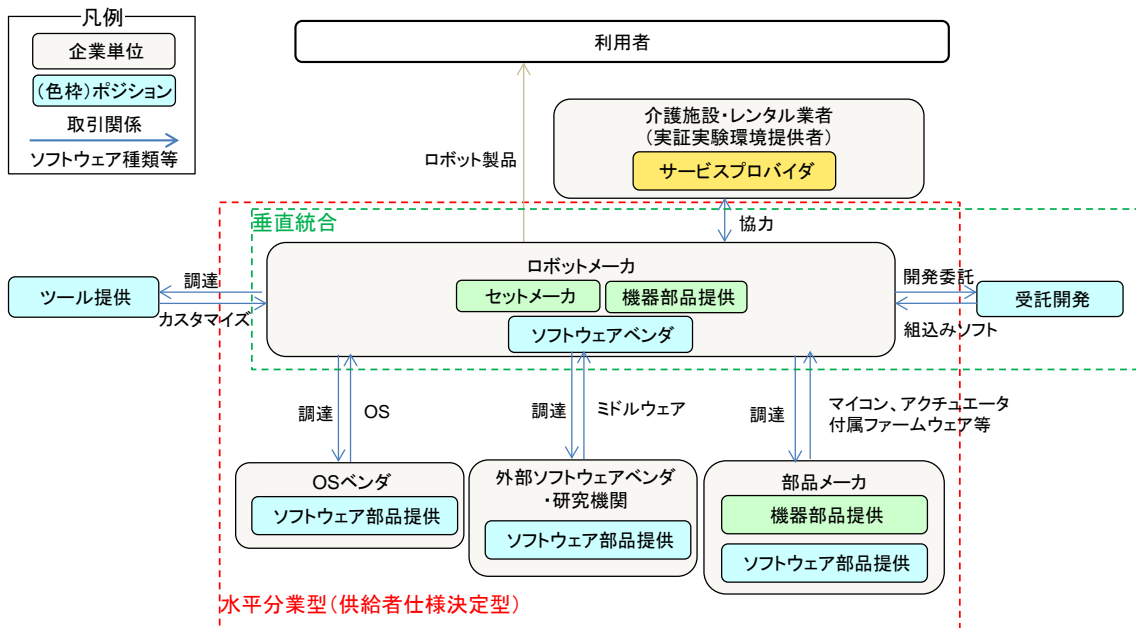 凡例
企業単位
(色枠)ポジション
取引関係
ソフトウェア種類等
利用者
介護施設・レンタル業者
(実証実験環境提供者)
サービスプロバイダ
ロボット製品
協力
垂直統合
ロボットメーカ
セットメーカ
機器部品提供
ソフトウェアベンダ
ツール提供
調達
カスタマイズ
開発委託
組込みソフト
受託開発
調達
OS
調達
ミドルウェア
調達
マイコン、アクチュエータ
付属ファームウェア等
OSベンダ
ソフトウェア部品提供
外部ソフトウェアベンダ
・研究機関
ソフトウェア部品提供
部品メーカ
機器部品提供
ソフトウェア部品提供
水平分業型(供給者仕様決定型)